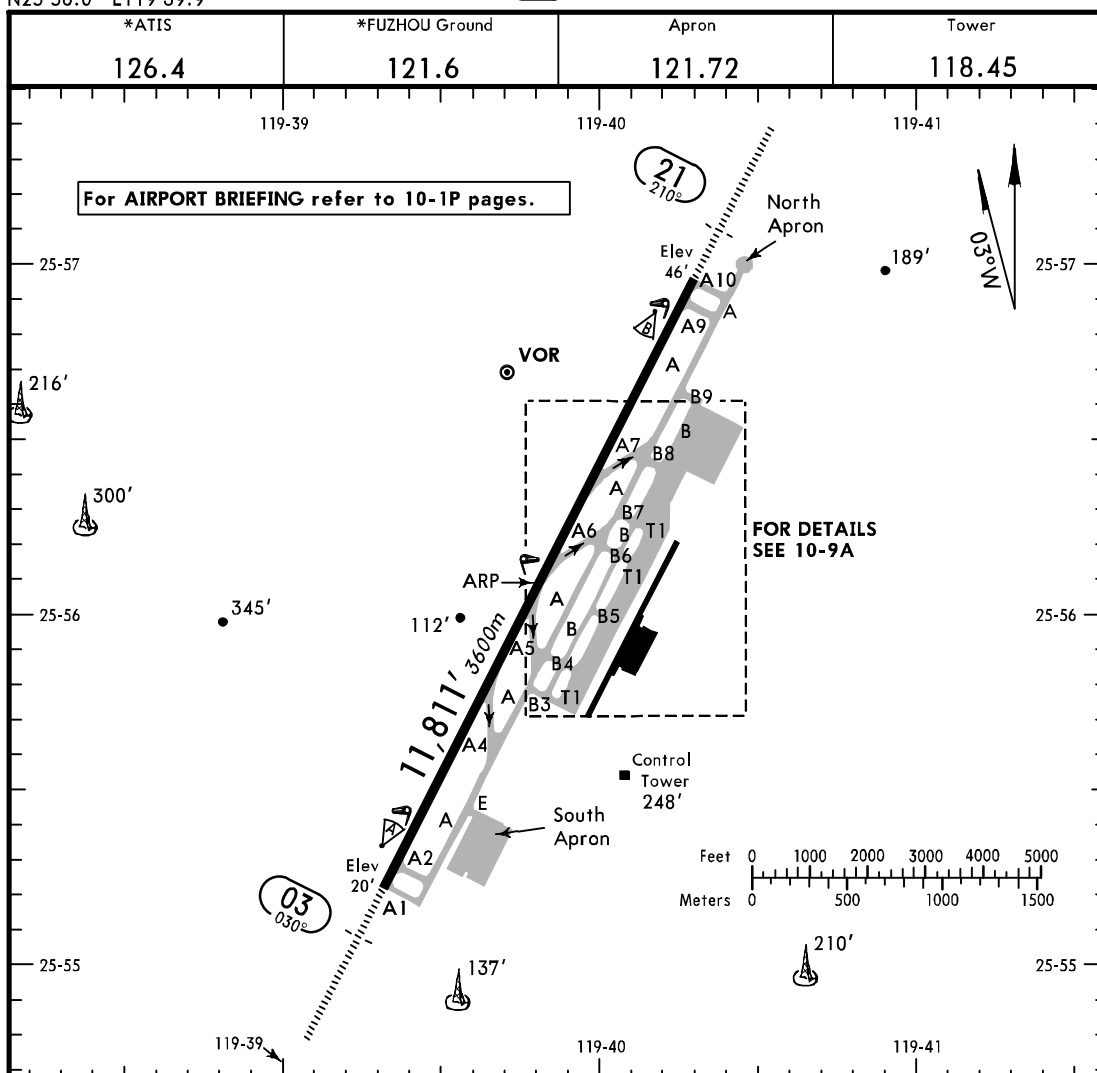 *ATIS
126.4
*FUZHOU Ground
121.6
Apron
121.72
Tower
118.45
119-39
119-40
119-41
For AIRPORT BRIEFING refer to 10-1P pages.
21
210°
North
Apron
03°W
Elev
46'
A10
189'
25-57
25-57
A
A9
B
VOR
A
B9
216'
B
A7
B8
A
300'
B7
A6
B
T1
FOR DETAILS
SEE 10-9A
B6
ARP
T1
A
345'
112'
B5
25-56
25-56
B
A5
B4
11,811' 3600m
A
B3
T1
A4
Control
Tower
248'
E
South
Apron
A
A
A2
Elev
20'
03
030°
A1
Feet 0 1000 2000 3000 4000 5000
Meters 0 500 1000 1500
25-55
25-55
137'
210'
119-39
119-40
119-41